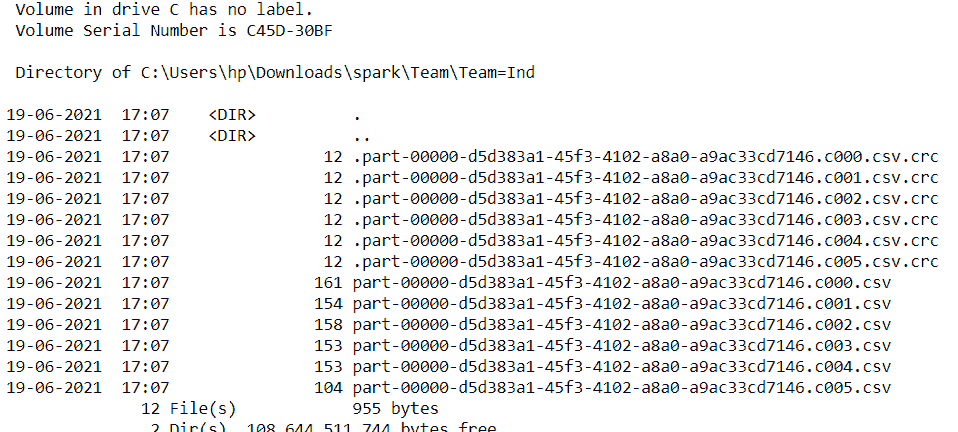 Volume in drive C has no label.
Volume Serial Number is C45D-30BF
Directory of C:\Users\hp\Downloads\spark\Team\Team=Ind
19-06-2021  17:07    <DIR>          .
19-06-2021  17:07    <DIR>          ..
19-06-2021  17:07                12 .part-00000-d5d383a1-45f3-4102-a8a0-a9ac33cd7146.c000.csv.crc
19-06-2021  17:07                12 .part-00000-d5d383a1-45f3-4102-a8a0-a9ac33cd7146.c001.csv.crc
19-06-2021  17:07                12 .part-00000-d5d383a1-45f3-4102-a8a0-a9ac33cd7146.c002.csv.crc
19-06-2021  17:07                12 .part-00000-d5d383a1-45f3-4102-a8a0-a9ac33cd7146.c003.csv.crc
19-06-2021  17:07                12 .part-00000-d5d383a1-45f3-4102-a8a0-a9ac33cd7146.c004.csv.crc
19-06-2021  17:07                12 .part-00000-d5d383a1-45f3-4102-a8a0-a9ac33cd7146.c005.csv.crc
19-06-2021  17:07               161 part-00000-d5d383a1-45f3-4102-a8a0-a9ac33cd7146.c000.csv
19-06-2021  17:07               154 part-00000-d5d383a1-45f3-4102-a8a0-a9ac33cd7146.c001.csv
19-06-2021  17:07               158 part-00000-d5d383a1-45f3-4102-a8a0-a9ac33cd7146.c002.csv
19-06-2021  17:07               153 part-00000-d5d383a1-45f3-4102-a8a0-a9ac33cd7146.c003.csv
19-06-2021  17:07               153 part-00000-d5d383a1-45f3-4102-a8a0-a9ac33cd7146.c004.csv
19-06-2021  17:07               104 part-00000-d5d383a1-45f3-4102-a8a0-a9ac33cd7146.c005.csv
12 File(s)            955 bytes
2 Dir(s)  108,644,511,744 bytes free